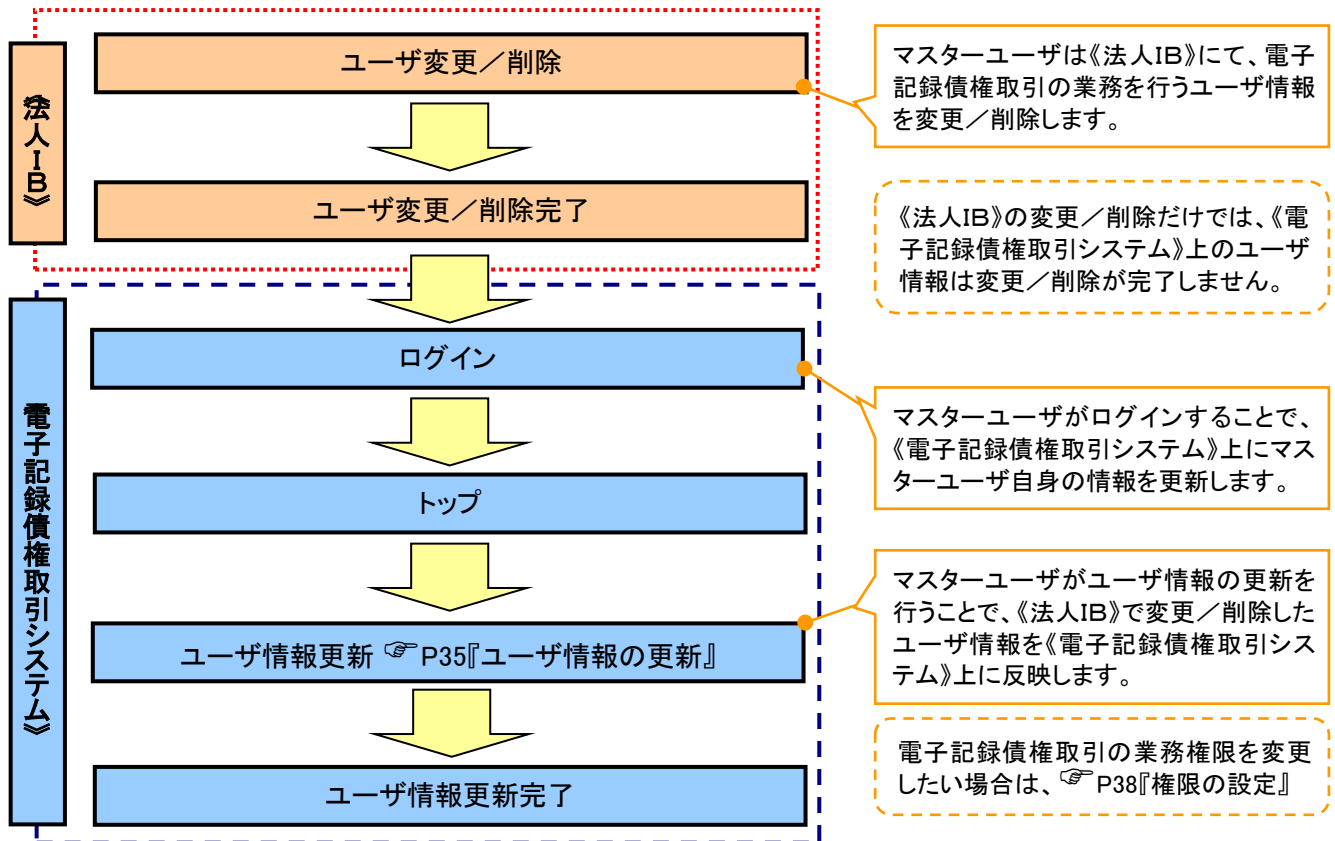 《法人IB》
ユーザ変更／削除
マスターユーザは《法人IB》にて、電子
記録債権取引の業務を行うユーザ情報
を変更／削除します。
ユーザ変更／削除完了
《法人IB》の変更／削除だけでは、《電
子記録債権取引システム》上のユーザ
情報は変更／削除が完了しません。
《電子記録債権取引システム》
ログイン
マスターユーザがログインすることで、
《電子記録債権取引システム》上にマス
ターユーザ自身の情報を更新します。
トップ
ユーザ情報更新 ☞P35『ユーザ情報の更新』
マスターユーザがユーザ情報の更新を
行うことで、《法人IB》で変更／削除した
ユーザ情報を《電子記録債権取引シス
テム》上に反映します。
ユーザ情報更新完了
電子記録債権取引の業務権限を変更
したい場合は、☞P38『権限の設定』